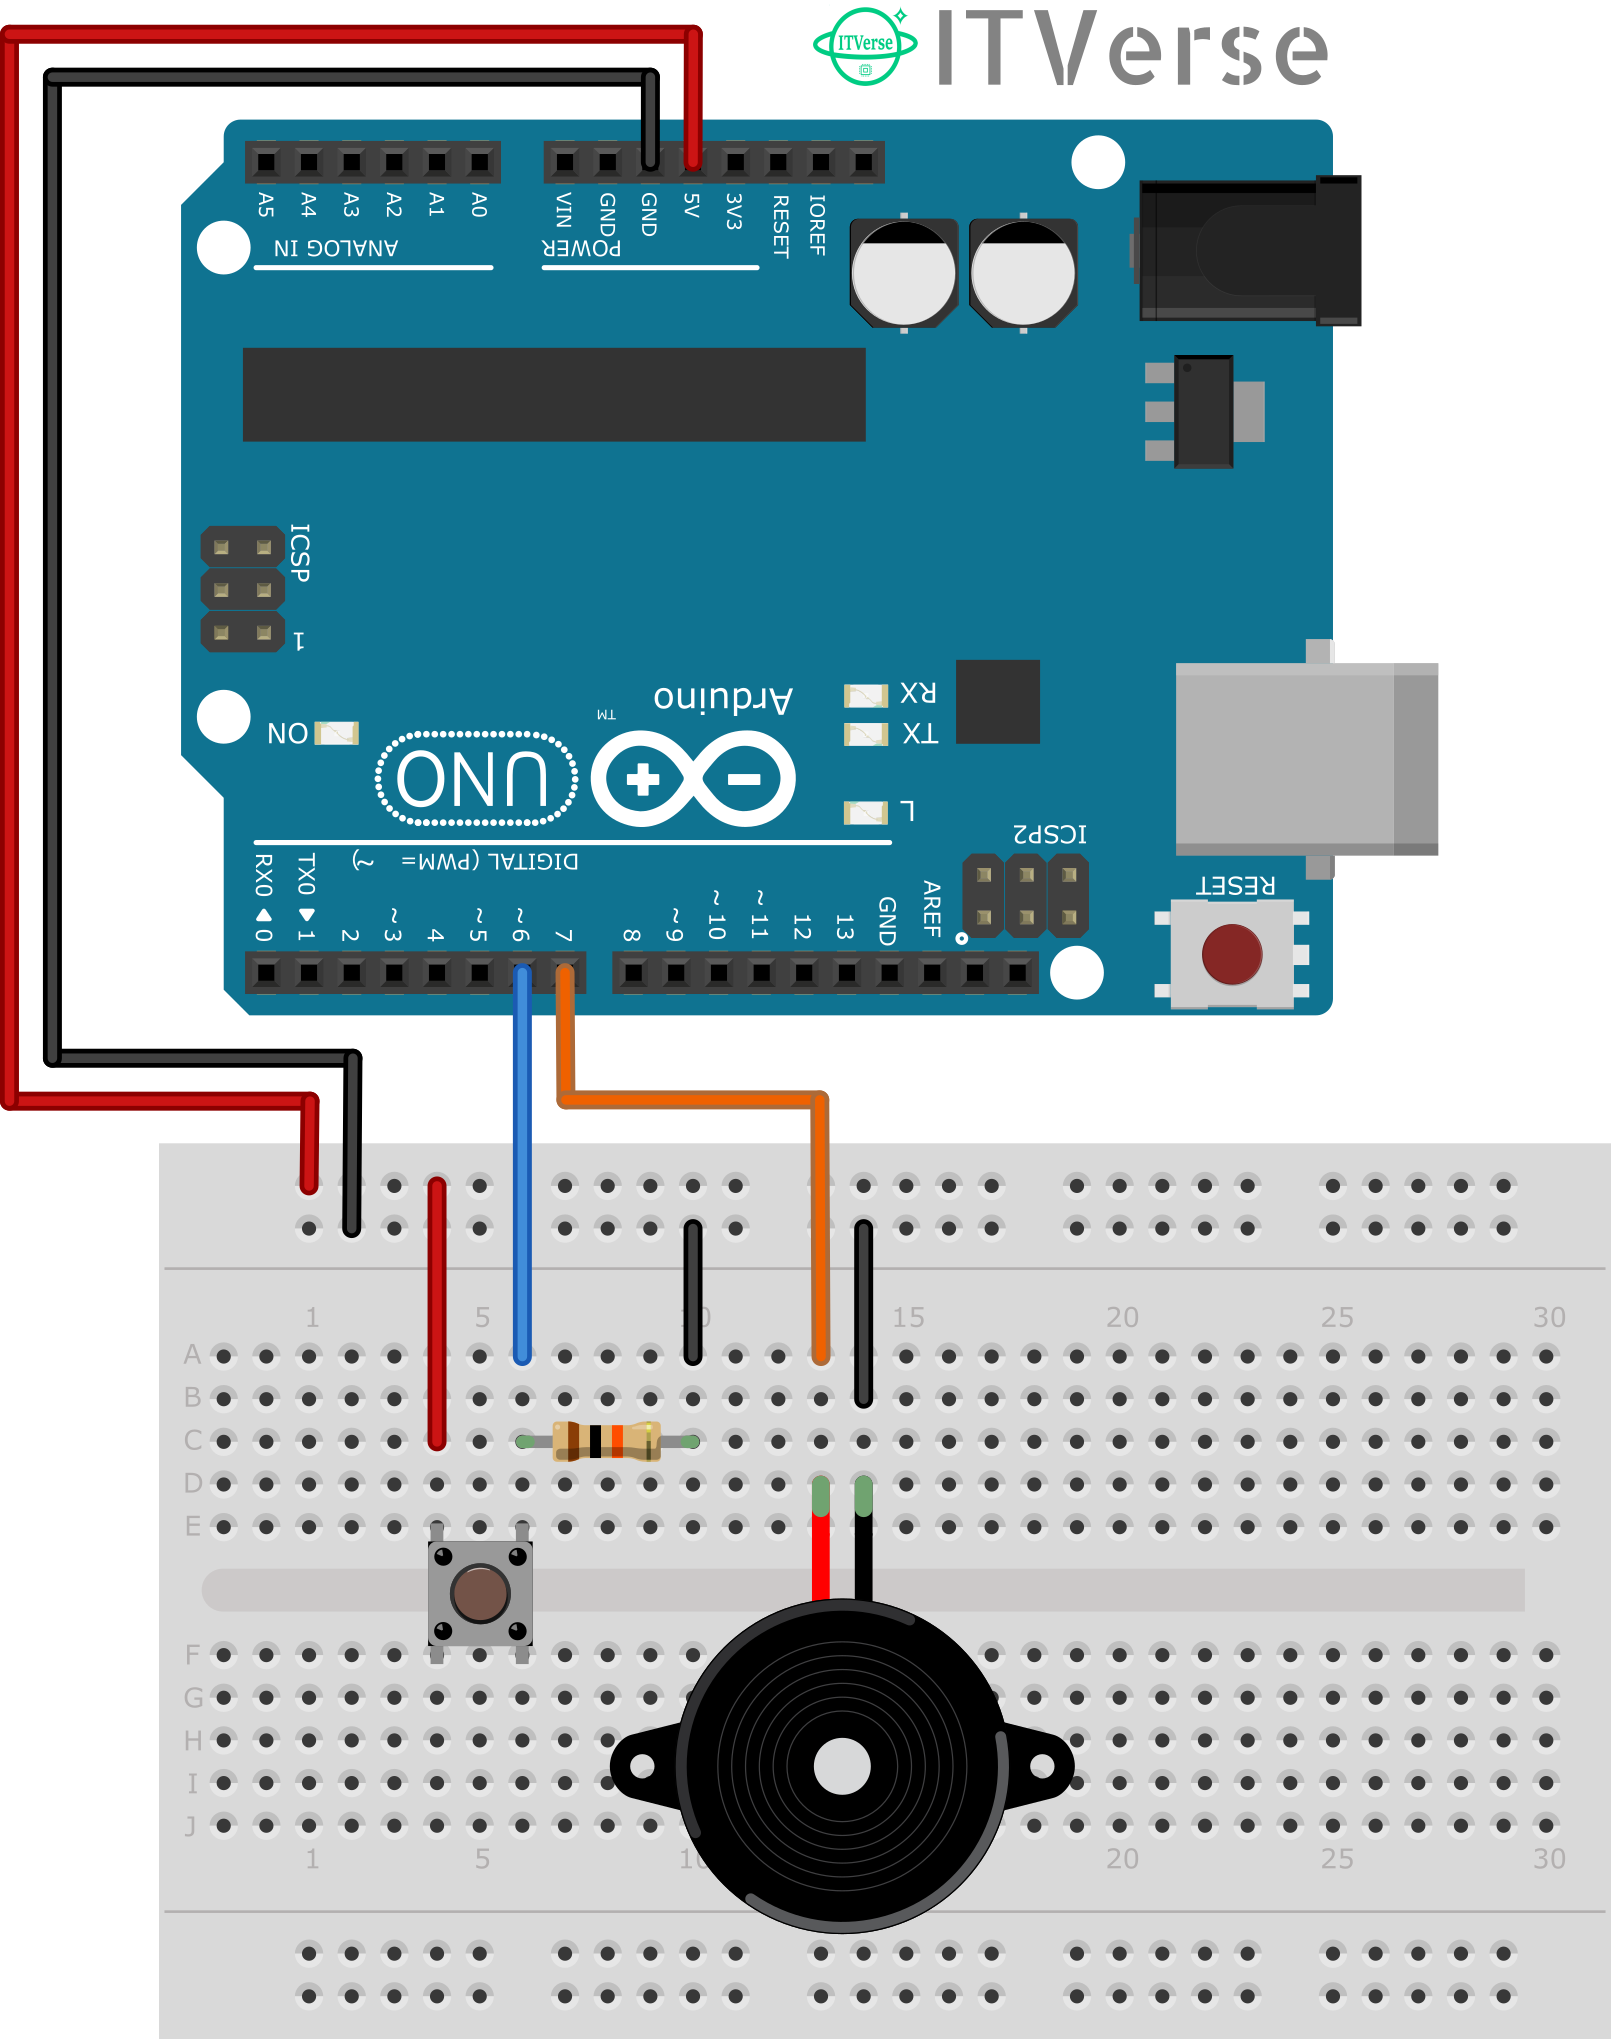 ITVerse
ITVerse
A5 A4 A3 A2 A1 A0
VIN GND GND 5V 3V3 RESET IOREF
ANALOG IN
POWER
ICSP
1
Arduino
TM
RX
TX
ON
UNO
L
ICSP2
DIGITAL (PWM= ~)
RX0 TX0
RESET
0 1 2 ~3 4 ~5 ~6 7 8 ~9 ~10 ~11 12 13 GND AREF
1 5 10 15 20 25 30
A
B
C
D
E
F
G
H
I
J
1 5 10 20 25 30